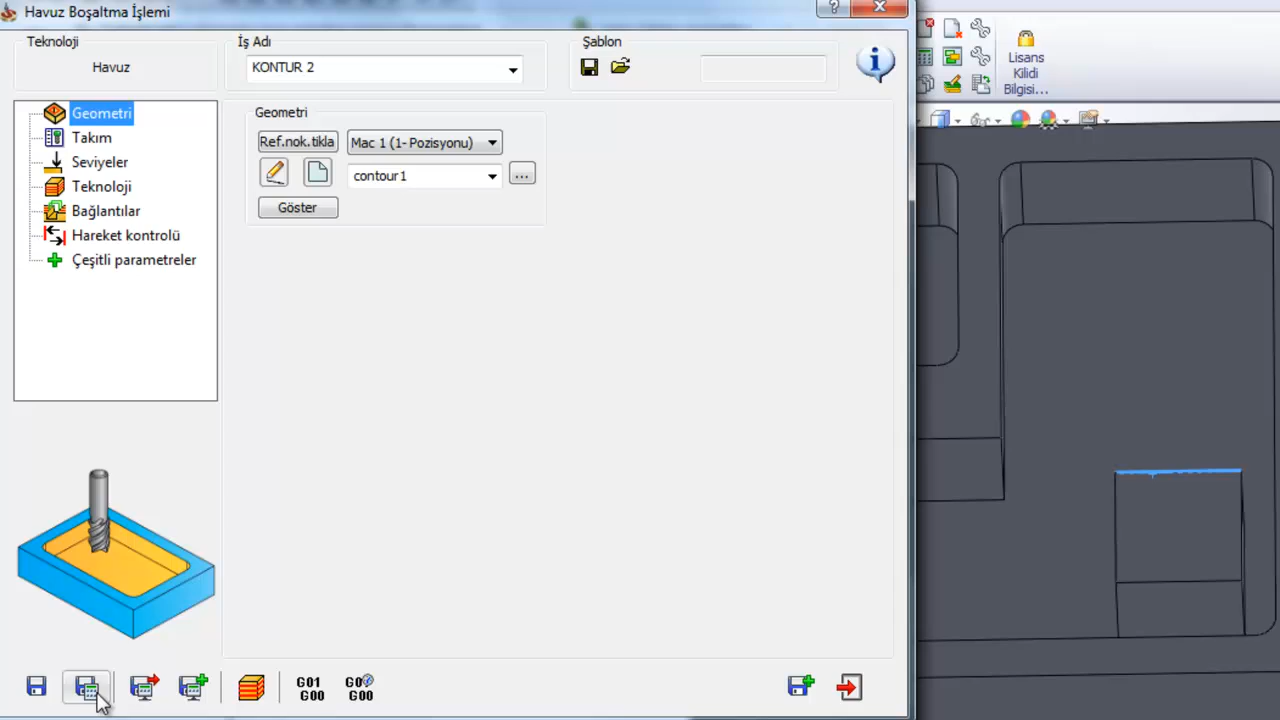 Havuz Boşaltma İşlemi
?
Teknoloji
Havuz
İş Adı
KONTUR 2
Şablon
i
Lisans
Kilidi
Bilgisi...
Geometri
Takım
Seviyeler
Teknoloji
Bağlantılar
Hareket kontrolü
Çeşitli parametreler
Geometri
Ref.nok.tikla
Mac 1 (1- Pozisyonu)
contour1
...
Göster
G01
G00
G0
G00